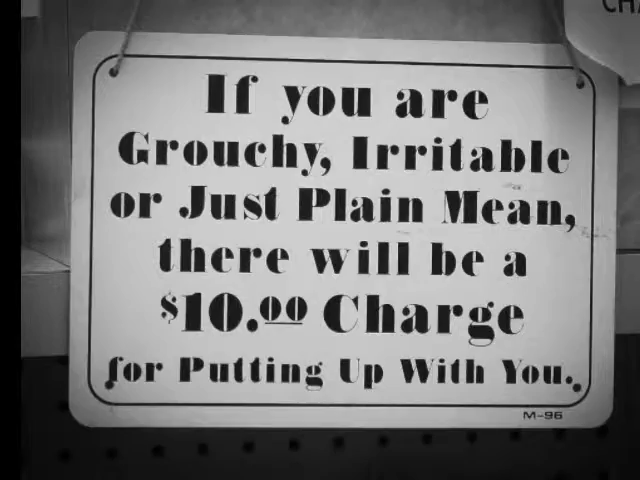 If you are
Grouchy, Irritable
or Just Plain Mean,
there will be a
$10.00 Charge
for Putting Up With You.
M-96